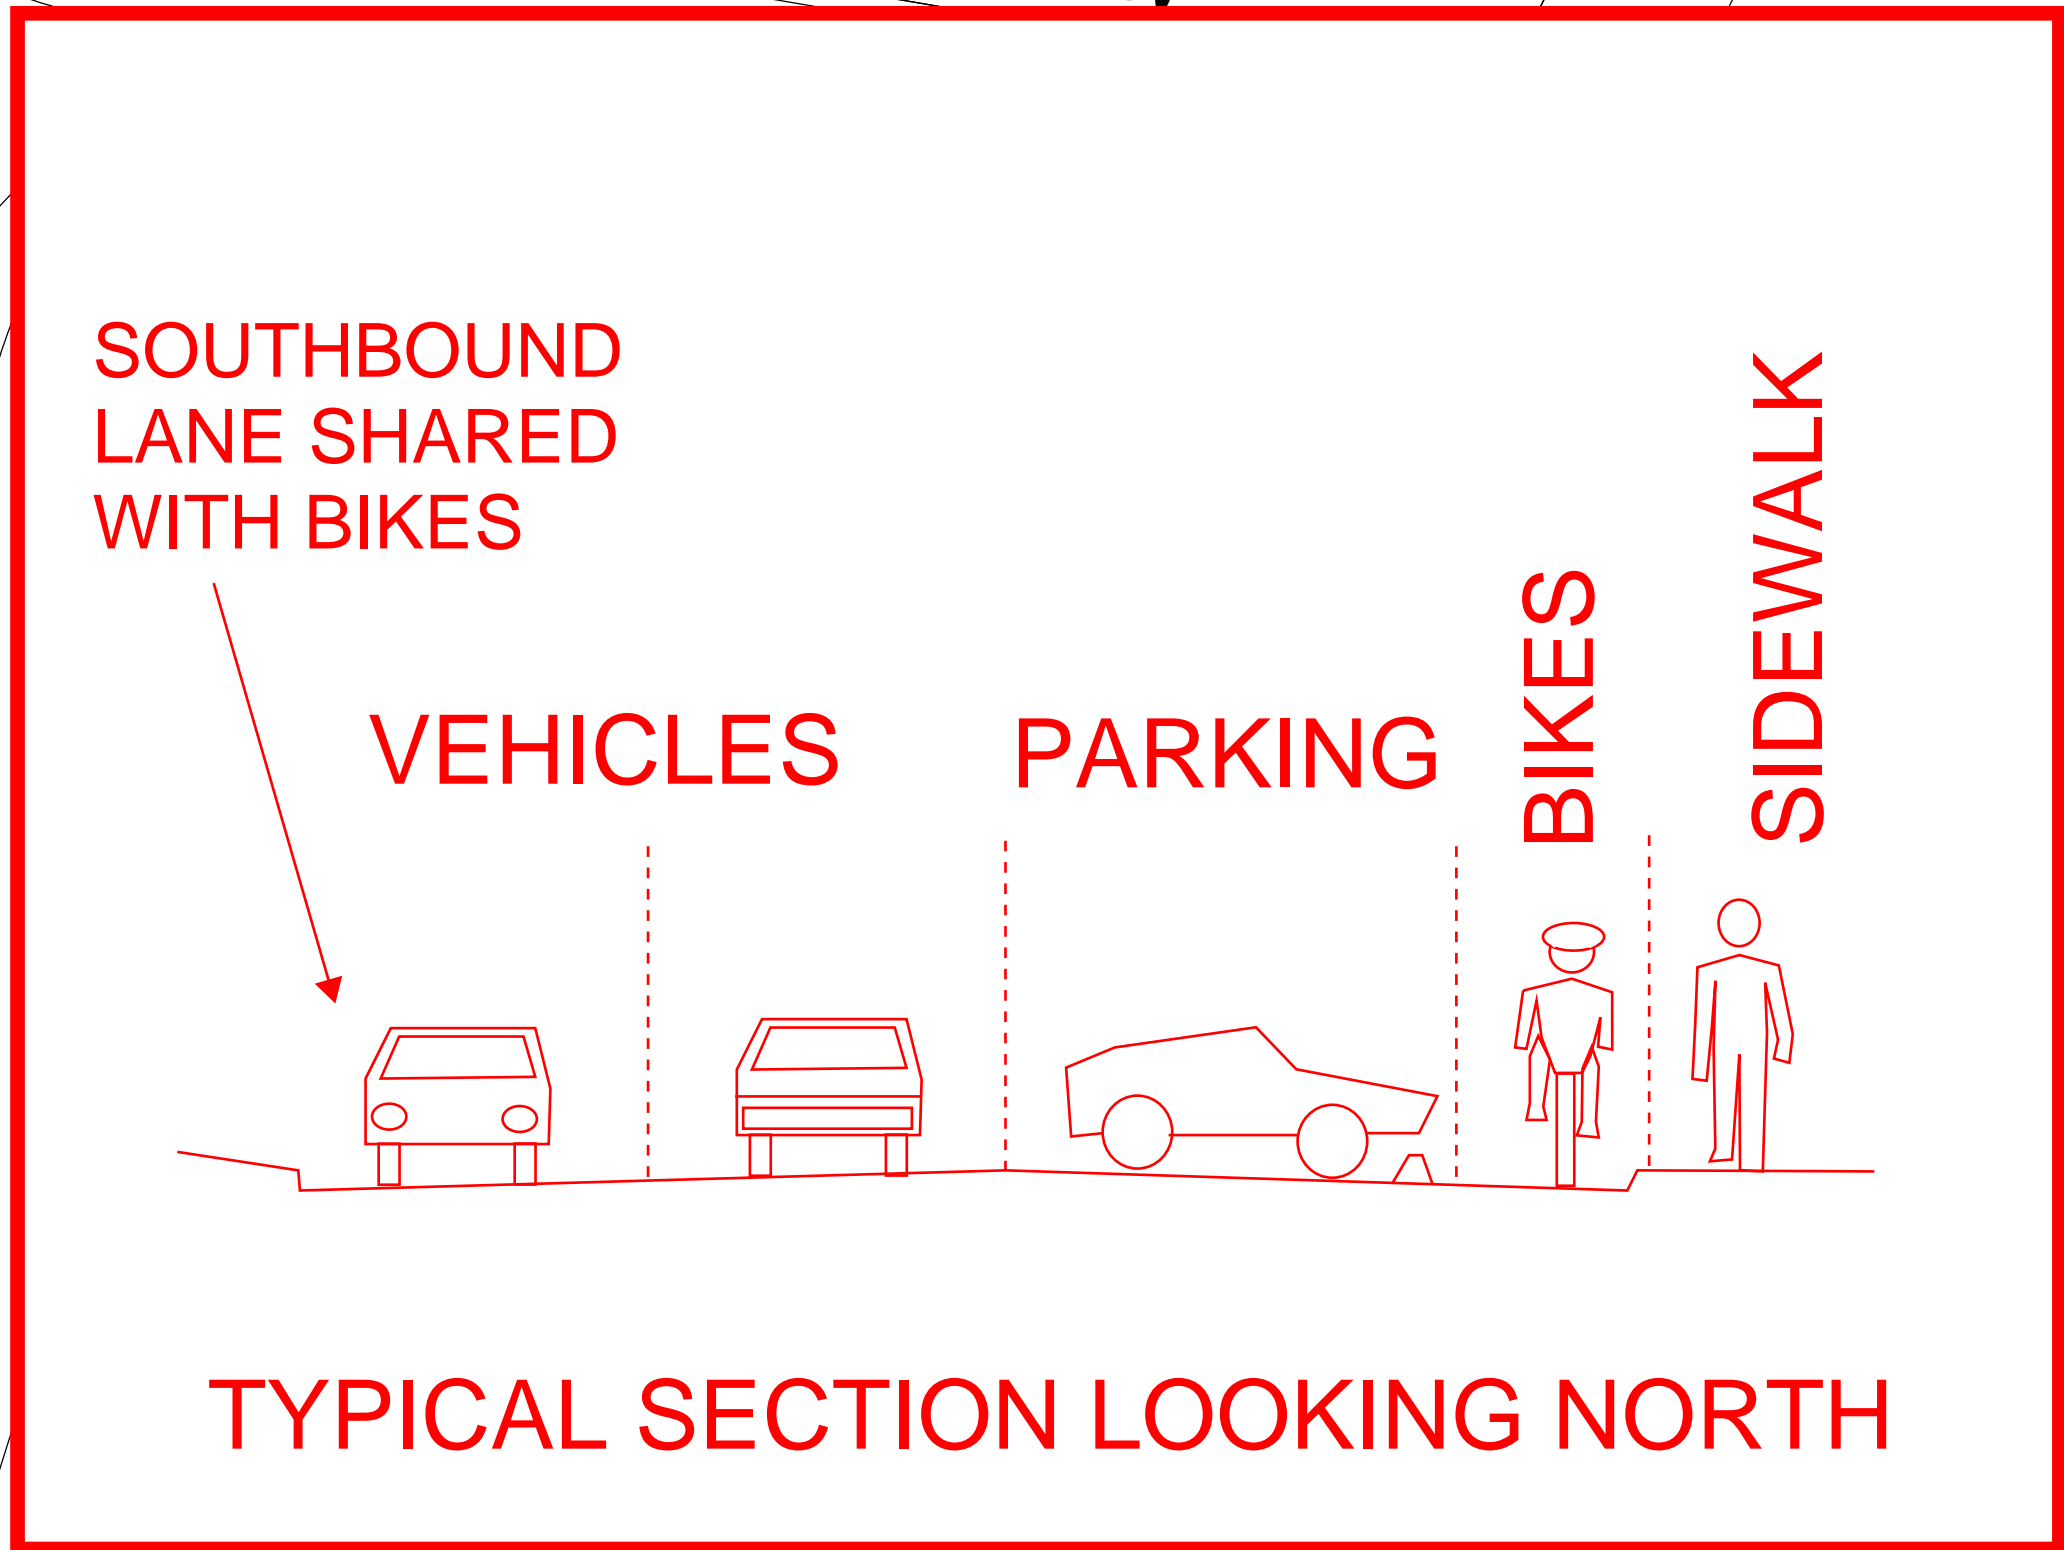 SOUTHBOUND
LANE SHARED
WITH BIKES
VEHICLES
PARKING
BIKES
SIDEWALK
TYPICAL SECTION LOOKING NORTH